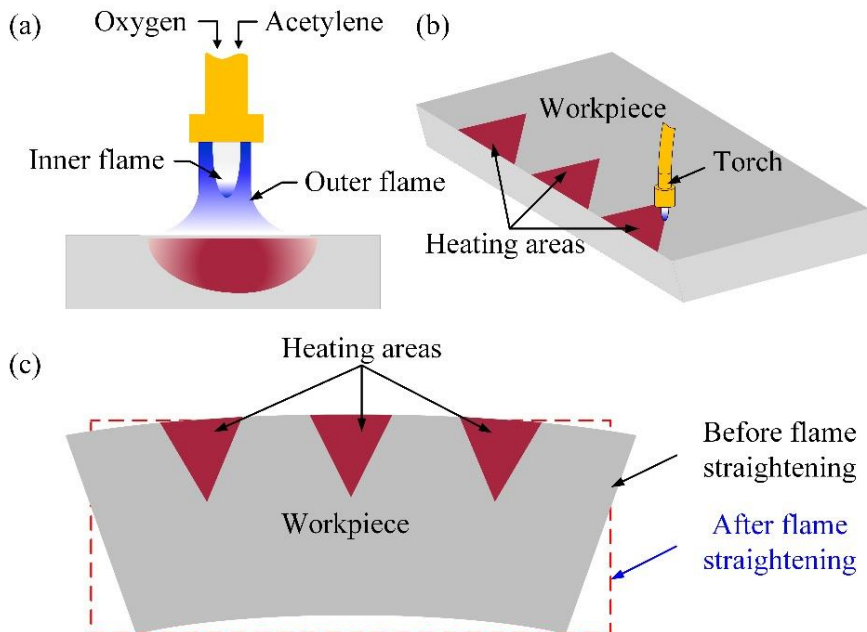 (a)
Oxygen
Acetylene
Inner flame
Outer flame
(b)
Workpiece
Torch
Heating areas
(c)
Heating areas
Workpiece
Before flame
straightening
After flame
straightening